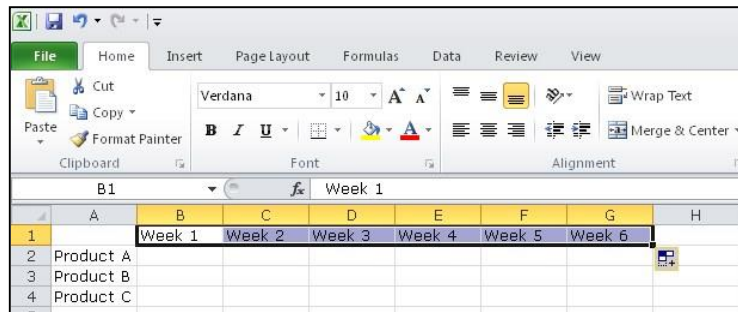 File Home Insert Page Layout Formulas Data Review View
Cut
Copy
Format Painter
Paste
Clipboard
Verdana 10 A A
B I U A
Font
Wrap Text
Merge & Center
Alignment
B1 fx Week 1
A B C D E F G H
1 Week 1 Week 2 Week 3 Week 4 Week 5 Week 6
2 Product A
3 Product B
4 Product C